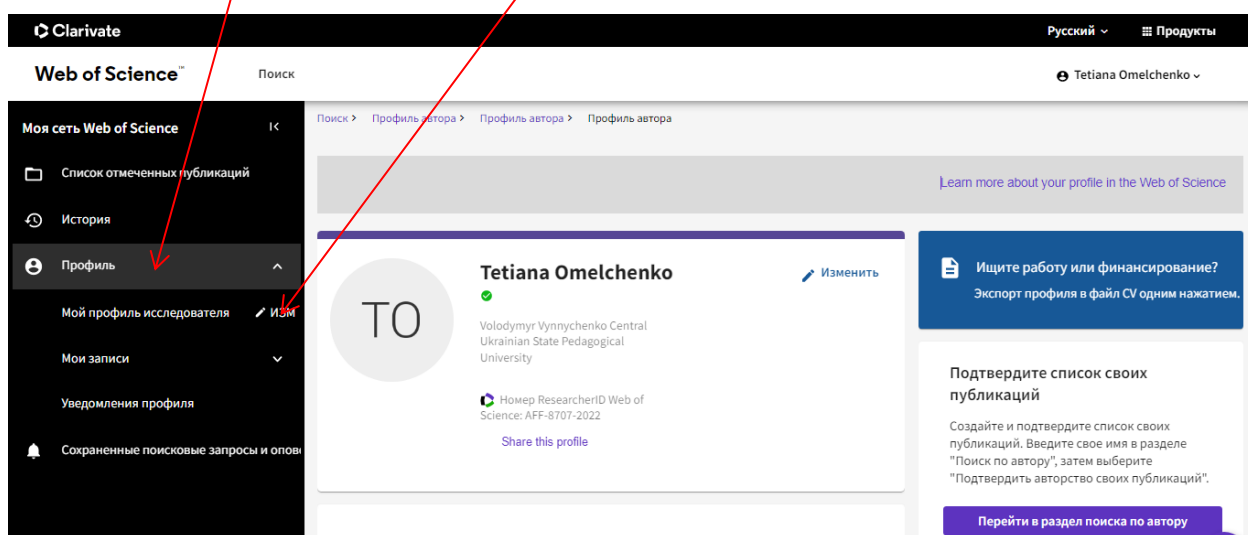 Clarivate
Русский
Продукты
Web of Science™
Поиск
Tetiana Omelchenko
Моя сеть Web of Science
Список отмеченных публикаций
История
Профиль
Мой профиль исследователя
ИЗМ
Мои записи
Уведомления профиля
Сохраненные поисковые запросы и опове
Поиск > Профиль автора > Профиль автора > Профиль автора
Learn more about your profile in the Web of Science
TO
Tetiana Omelchenko
Изменить
Volodymyr Vynnychenko Central
Ukrainian State Pedagogical
University
Номер ResearcherID Web of
Science: AFF-8707-2022
Share this profile
Ищите работу или финансирование?
Экспорт профиля в файл CV одним нажатием.
Подтвердите список своих
публикаций
Создайте и подтвердите список своих
публикаций. Введите свое имя в разделе
"Поиск по автору", затем выберите
"Подтвердить авторство своих публикаций".
Перейти в раздел поиска по автору